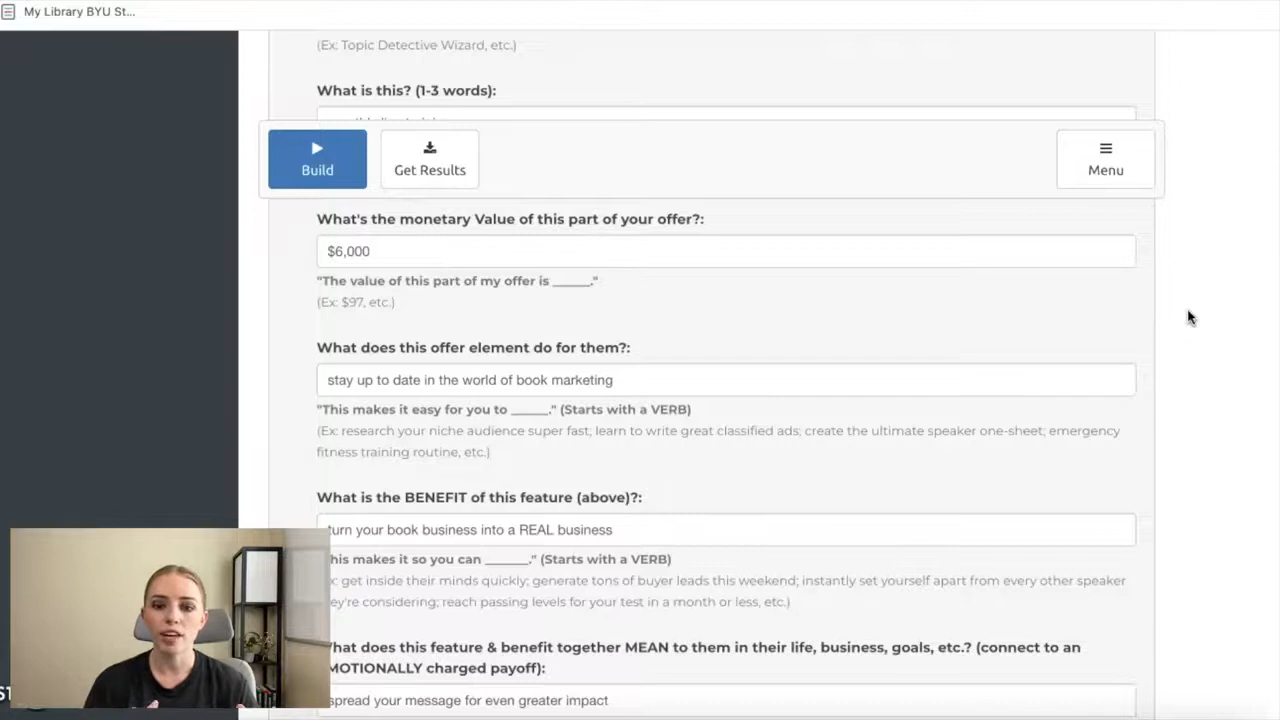 My Library BYU St...
(Ex: Topic Detective Wizard, etc.)
What is this? (1-3 words):
Build
Get Results
Menu
What's the monetary Value of this part of your offer?:
$6,000
"The value of this part of my offer is ______."
(Ex: $97, etc.)
What does this offer element do for them?:
stay up to date in the world of book marketing
"This makes it easy for you to ______." (Starts with a VERB)
(Ex: research your niche audience super fast; learn to write great classified ads; create the ultimate speaker one-sheet; emergency
fitness training routine, etc.)
What is the BENEFIT of this feature (above)?:
turn your book business into a REAL business
his makes it so you can _______." (Starts with a VERB)
: get inside their minds quickly; generate tons of buyer leads this weekend; instantly set yourself apart from every other speaker
ey're considering; reach passing levels for your test in a month or less, etc.)
hat does this feature & benefit together MEAN to them in their life, business, goals, etc.? (connect to an
MOTIONALLY charged payoff):
spread your message for even greater impact